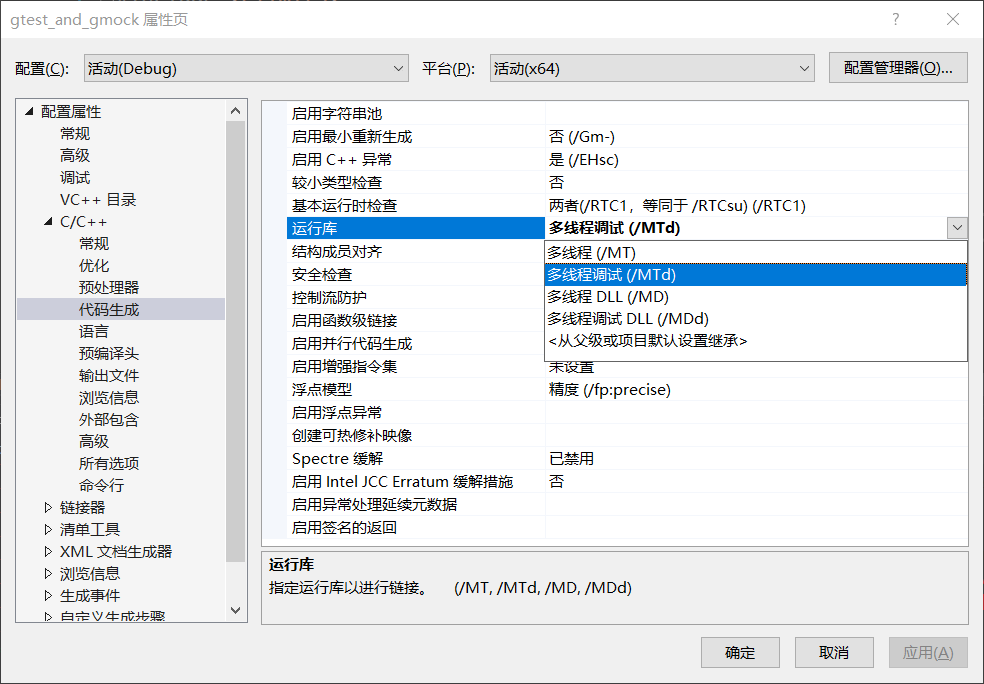 gtest_and_gmock 属性页
配置(C): 活动(Debug) 平台(P): 活动(x64) 配置管理器(O)...
配置属性
常规
高级
调试
VC++ 目录
C/C++
常规
优化
预处理器
代码生成
语言
预编译头
输出文件
浏览信息
外部包含
高级
所有选项
命令行
链接器
清单工具
XML 文档生成器
浏览信息
生成事件
自定义生成步骤
启用字符串池
启用最小重新生成 否 (/Gm-)
启用 C++ 异常 是 (/EHsc)
较小类型检查 否
基本运行时检查 两者(/RTC1，等同于 /RTCsu) (/RTC1)
运行库 多线程调试 (/MTd)
结构成员对齐
安全检查
控制流防护
启用函数级链接
启用并行代码生成
多线程 (/MT)
多线程调试 (/MTd)
多线程 DLL (/MD)
多线程调试 DLL (/MDd)
<从父级或项目默认设置继承>
启用增强指令集 未设置
浮点模型 精度 (/fp:precise)
启用浮点异常
创建可热修补映像
Spectre 缓解 已禁用
启用 Intel JCC Erratum 缓解措施 否
启用异常处理延续元数据
启用签名的返回
运行库
指定运行库以进行链接。 (/MT, /MTd, /MD, /MDd)
确定 取消 应用(A)